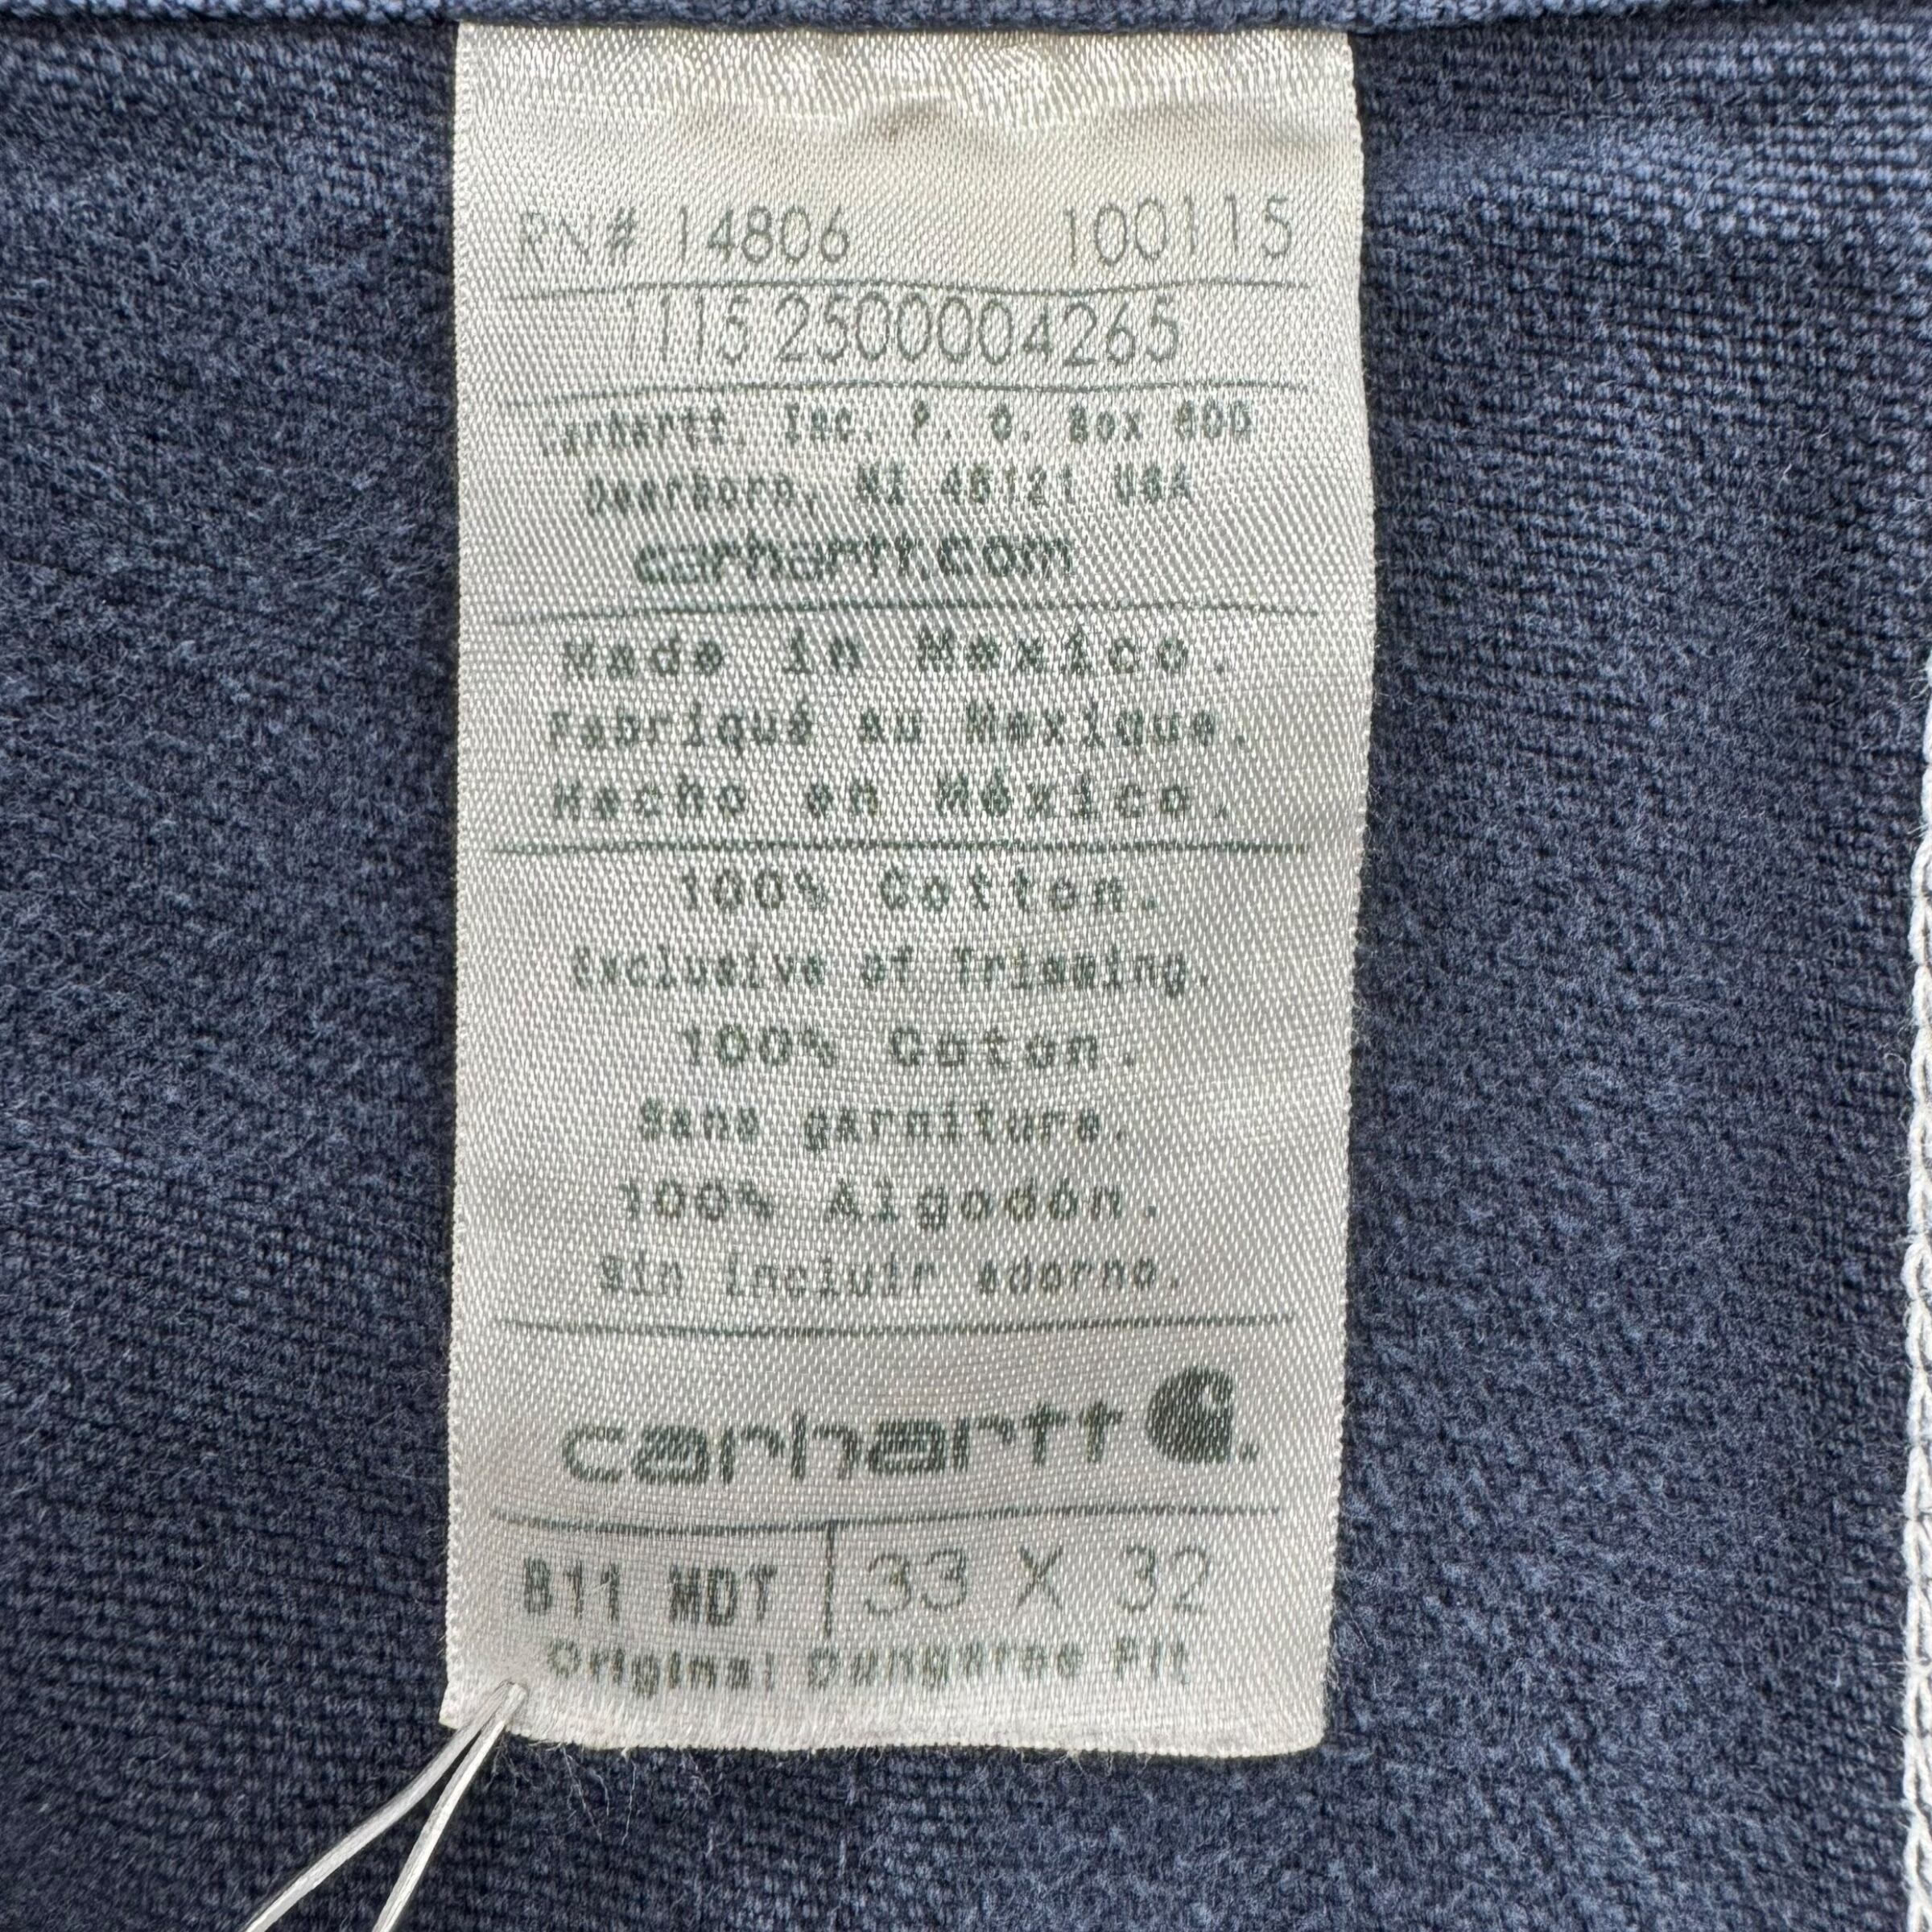 RN# 14806 100115
1115 2500004265
Carhartt, Inc. P. O. Box 600
Dearborn, MI 48121 USA
carhartt.com
Made in Mexico.
Fabriqué au Mexique.
Hecho en México.
100% Cotton.
Exclusive of Trimming.
100% Coton.
Sans garniture.
100% Algodón.
Sin incluir adorno.
carhartt
B11 MDT 33 X 32
Original Dungaree Fit